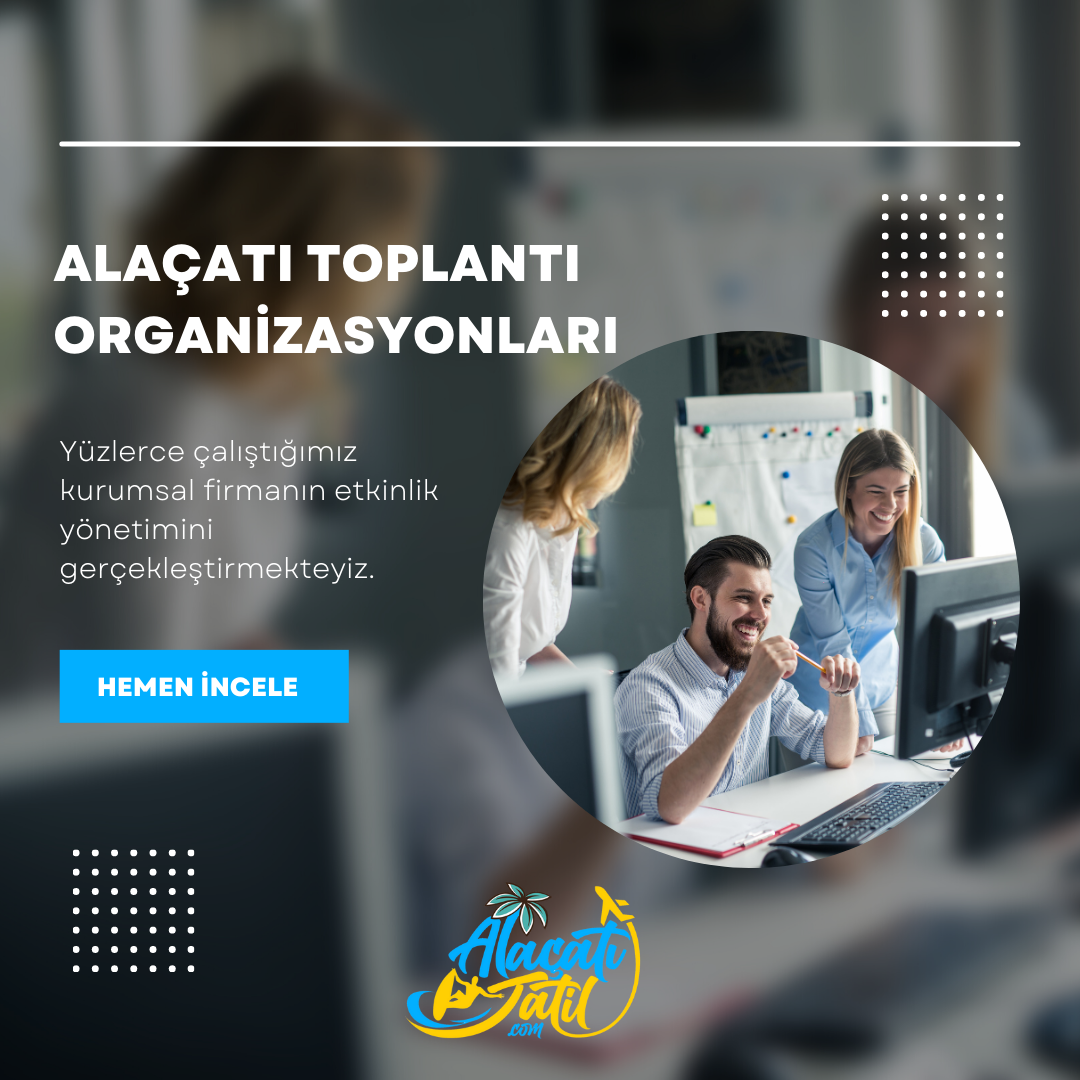 ALAÇATI TOPLANTI
ORGANİZASYONLARI
Yüzlerce çalıştığımız
kurumsal firmanın etkinlik
yönetimini
gerçekleştirmekteyiz.
HEMEN İNCELE
Alaçatı
Tatil
.com